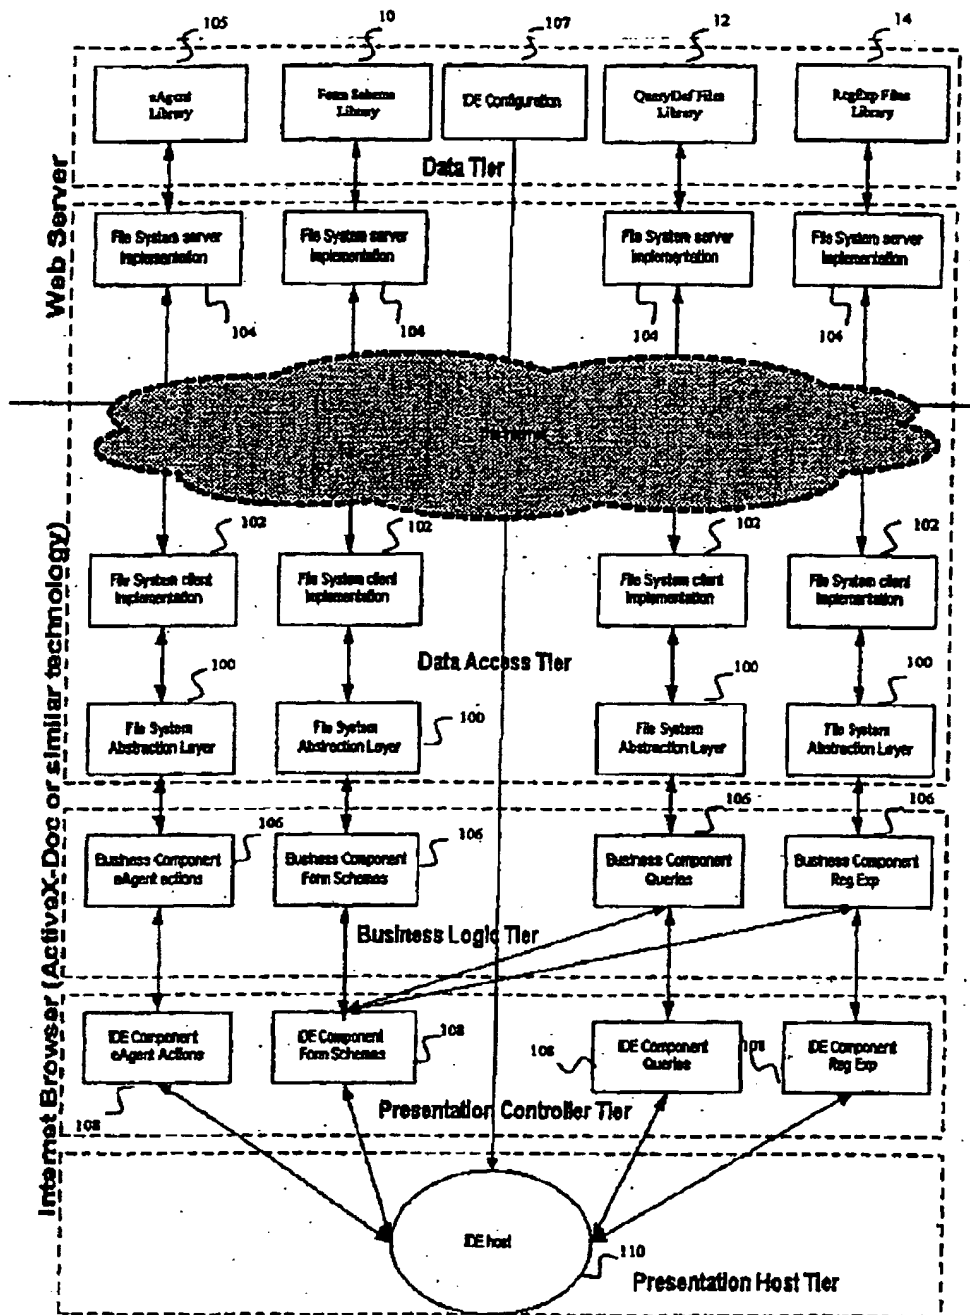 105
10
107
12
14
eAgent
Library
Form Scheme
Library
IDE Configuration
QueryDef Files
Library
RegExp Files
Library
Data Tier
Web Server
File System server
Implementation
File System server
Implementation
File System server
Implementation
File System server
Implementation
104
104
104
104
102
102
102
102
File System client
Implementation
File System client
Implementation
File System client
Implementation
File System client
Implementation
Data Access Tier
100
100
100
100
File System
Abstraction Layer
File System
Abstraction Layer
File System
Abstraction Layer
File System
Abstraction Layer
Internet Browser (ActiveX-Doc or similar technology)
106
106
106
106
Business Component
eAgent actions
Business Component
Form Schemes
Business Component
Queries
Business Component
Reg Exp
Business Logic Tier
IDE Component
eAgent Actions
IDE Component
Form Schemes
IDE Component
Queries
IDE Component
Reg Exp
108
108
108
108
Presentation Controller Tier
IDE host
110
Presentation Host Tier